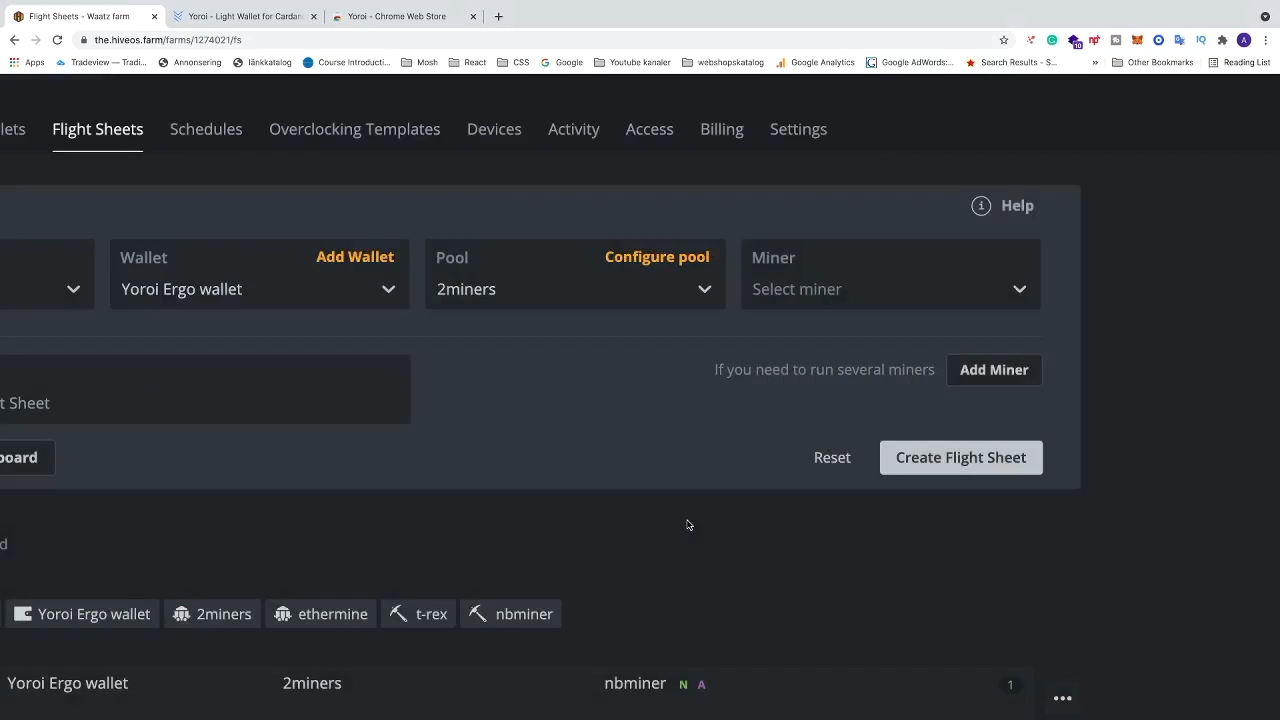 Flight Sheets - Waatz farm
Yoroi - Light Wallet for Cardan
Yoroi - Chrome Web Store
the.hiveos.farm/farms/1274021/fs
10
A
Apps
Tradeview – Tradi...
Annonsering
länkkatalog
Course Introducti...
Mosh
React
CSS
Google
Youtube kanaler
webshopskatalog
Google Analytics
Google AdWords:...
Search Results - S...
»
Other Bookmarks
Reading List
lets
Flight Sheets
Schedules
Overclocking Templates
Devices
Activity
Access
Billing
Settings
Help
Wallet
Add Wallet
Pool
Configure pool
Miner
Yoroi Ergo wallet
2miners
Select miner
If you need to run several miners
Add Miner
t Sheet
board
Reset
Create Flight Sheet
d
Yoroi Ergo wallet
2miners
ethermine
t-rex
nbminer
Yoroi Ergo wallet
2miners
nbminer N A
1